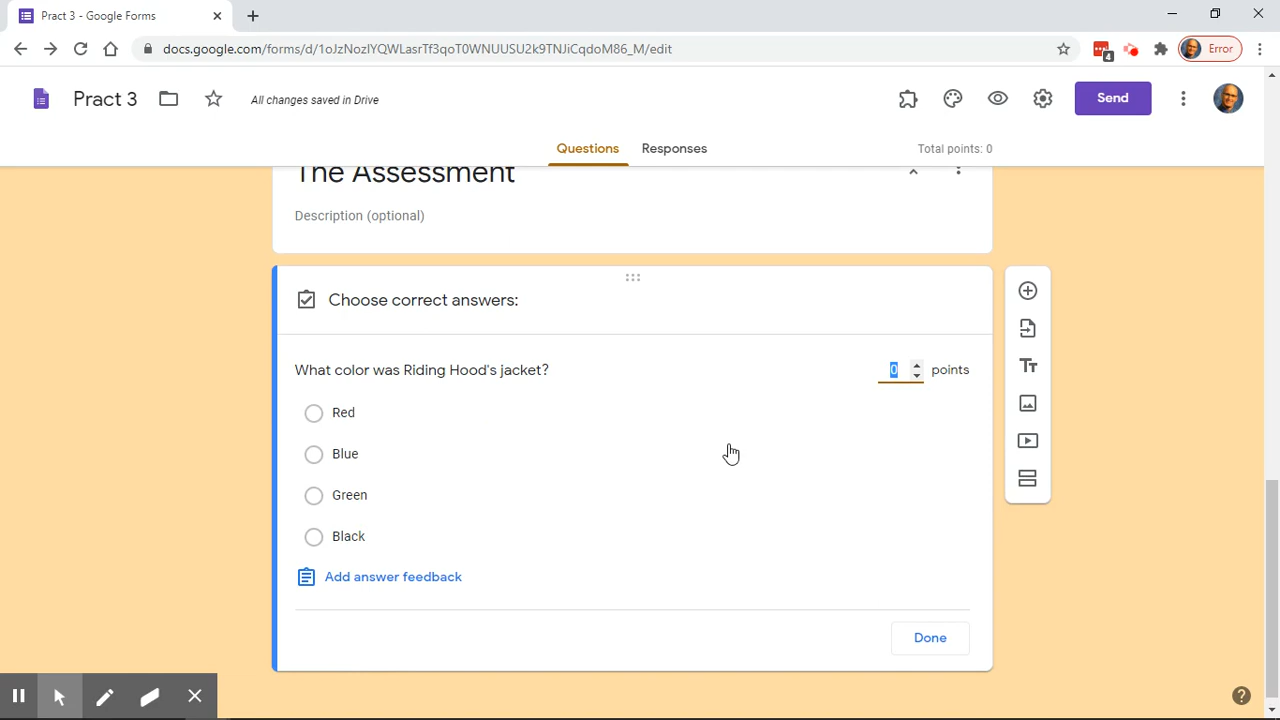 Pract 3 - Google Forms
docs.google.com/forms/d/1oJzNozlYQWLasrTf3qoT0WNUUSU2k9TNJiCqdoM86_M/edit
4
Error
Pract 3
All changes saved in Drive
Send
Questions
Responses
Total points: 0
The Assessment
Description (optional)
Choose correct answers:
What color was Riding Hood's jacket?
0 points
Red
Blue
Green
Black
Add answer feedback
Done